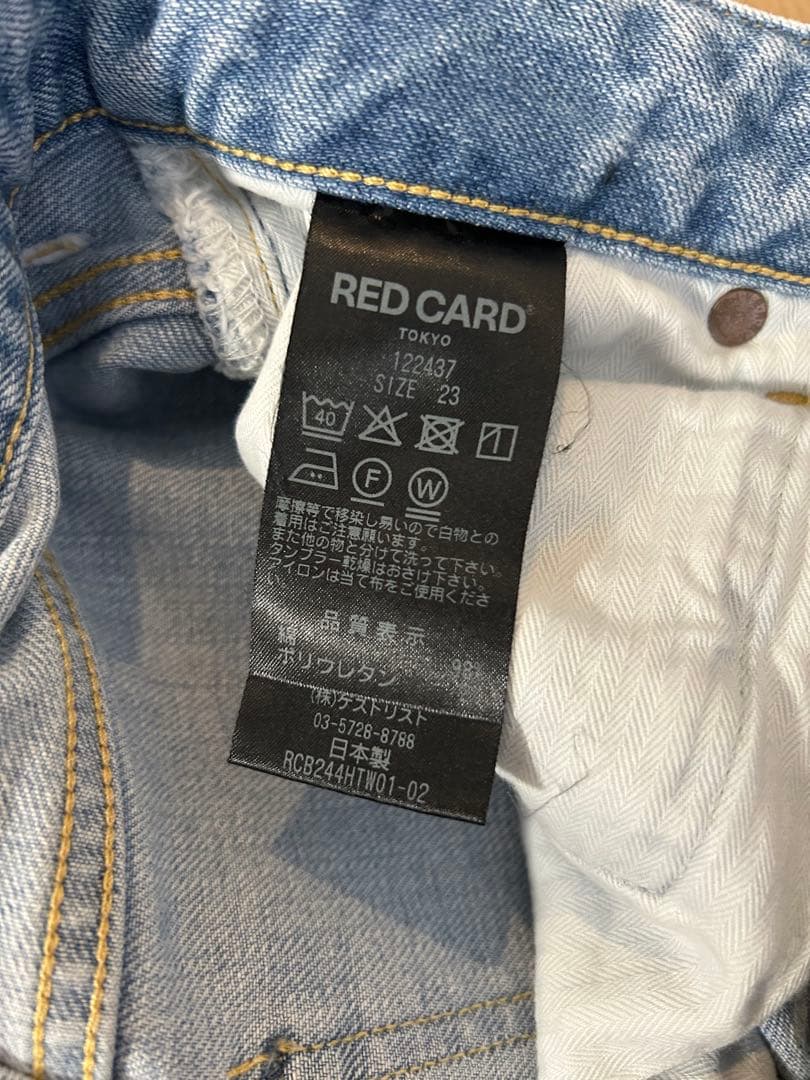 RED CARD®
TOKYO
122437
SIZE 23
40
F
W
摩擦等で移染し易いので白物との
着用はご注意願います。
また他の物と分けて洗って下さい。
タンブラー乾燥はおさけ下さい。
アイロンは当て布をご使用くださ
い。
品質表示
綿 98%
ポリウレタン
(株)ゲストリスト
03-5728-8788
日本製
RCB244HTW01-02